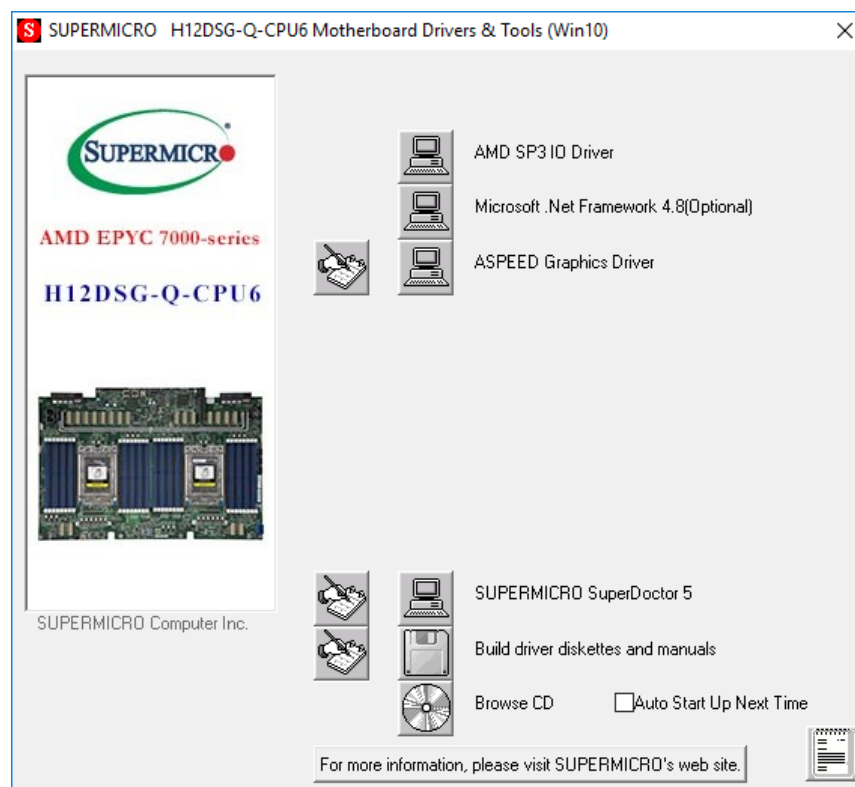 SUPERMICRO H12DSG-Q-CPU6 Motherboard Drivers & Tools (Win10)
SUPERMICRO
AMD EPYC 7000-series
H12DSG-Q-CPU6
SUPERMICRO Computer Inc.
AMD SP3 IO Driver
Microsoft .Net Framework 4.8(Optional)
ASPEED Graphics Driver
SUPERMICRO SuperDoctor 5
Build driver diskettes and manuals
Browse CD
Auto Start Up Next Time
For more information, please visit SUPERMICRO's web site.